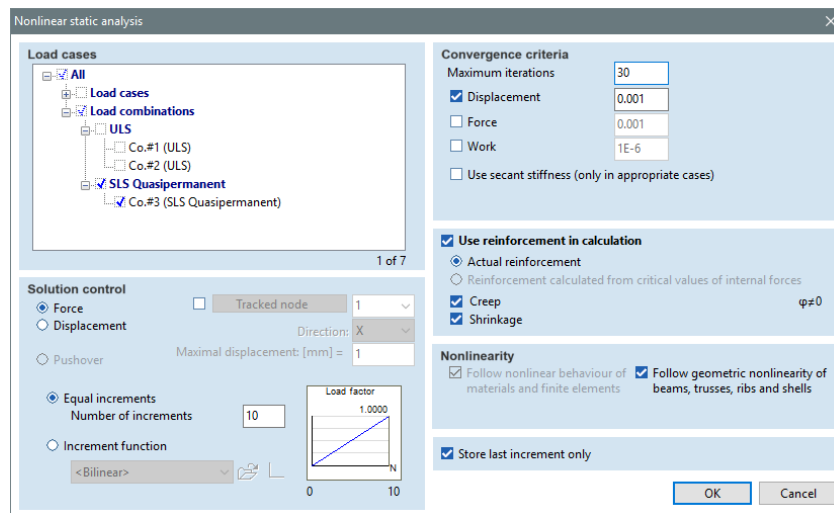 Nonlinear static analysis
Load cases
All
Load cases
Load combinations
ULS
Co.#1 (ULS)
Co.#2 (ULS)
SLS Quasipermanent
Co.#3 (SLS Quasipermanent)
1 of 7
Solution control
Force
Tracked node
1
Displacement
Direction:
X
Pushover
Maximal displacement: [mm] =
1
Equal increments
Number of increments
10
Increment function
<Bilinear>
Load factor
1.0000
N
0
10
Convergence criteria
Maximum iterations
30
Displacement
0.001
Force
0.001
Work
1E-6
Use secant stiffness (only in appropriate cases)
Use reinforcement in calculation
Actual reinforcement
Reinforcement calculated from critical values of internal forces
Creep
φ≠0
Shrinkage
Nonlinearity
Follow nonlinear behaviour of
materials and finite elements
Follow geometric nonlinearity of
beams, trusses, ribs and shells
Store last increment only
OK
Cancel